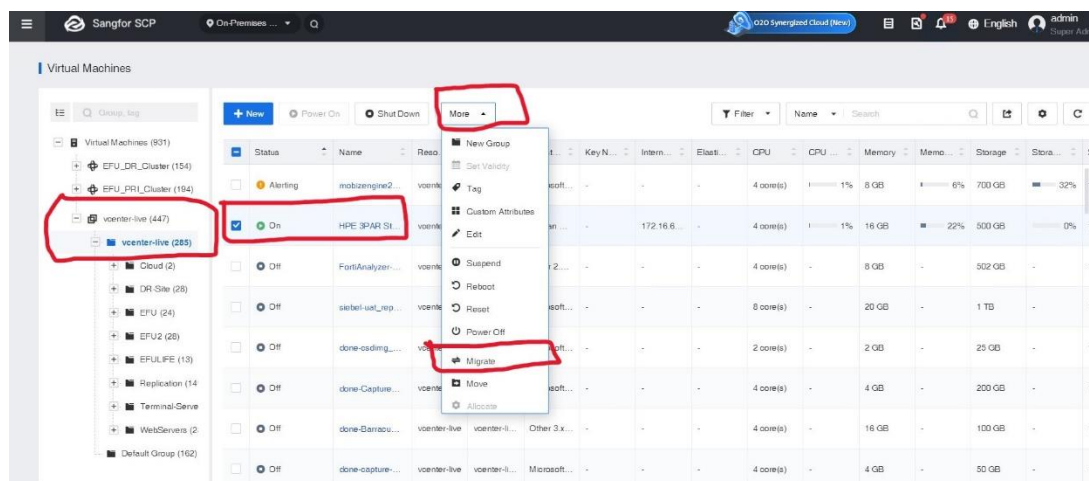 Sangfor SCP On-Premises ... O2O Synergized Cloud (New) 15 English admin
Super Ad
Virtual Machines
Group, tag New Power On Shut Down More Filter Name Search
Virtual Machines (931)
EFU_DR_Cluster (154)
EFU_PRI_Cluster (194)
vcenter-live (447)
vcenter-live (285)
Cloud (2)
DR-Site (28)
EFU (24)
EFU2 (28)
EFULIFE (13)
Replication (14
Terminal-Serve
WebServers (2
Default Group (162)
New Group
Set Validity
Tag
Custom Attributes
Edit
Suspend
Reboot
Reset
Power Off
Migrate
Move
Allocate
Status Name Reso... Key N... Intern... Elasti... CPU CPU ... Memory Memo... Storage Stora...
Alerting mobizengine2... vcente osoft... - - - 4 core(s) 1% 8 GB 6% 700 GB 32%
On HPE 3PAR St... vcente an ... - 172.16.6... - 4 core(s) 1% 16 GB 22% 500 GB 0%
Off FortiAnalyzer-... vcente r 2.... - - - 4 core(s) - 8 GB - 502 GB -
Off siebel-uat_rep... vcente osoft... - - - 8 core(s) - 20 GB - 1 TB -
Off done-csdimg_... osoft... - - - 2 core(s) - 2 GB - 25 GB -
Off done-Capture... vcente osoft... - - - 4 core(s) - 4 GB - 200 GB -
Off done-Barracu... vcenter-live vcenter-li... Other 3.x... - - - 4 core(s) - 16 GB - 100 GB -
Off done-capture-... vcenter-live vcenter-li... Microsoft... - - - 4 core(s) - 4 GB - 50 GB -